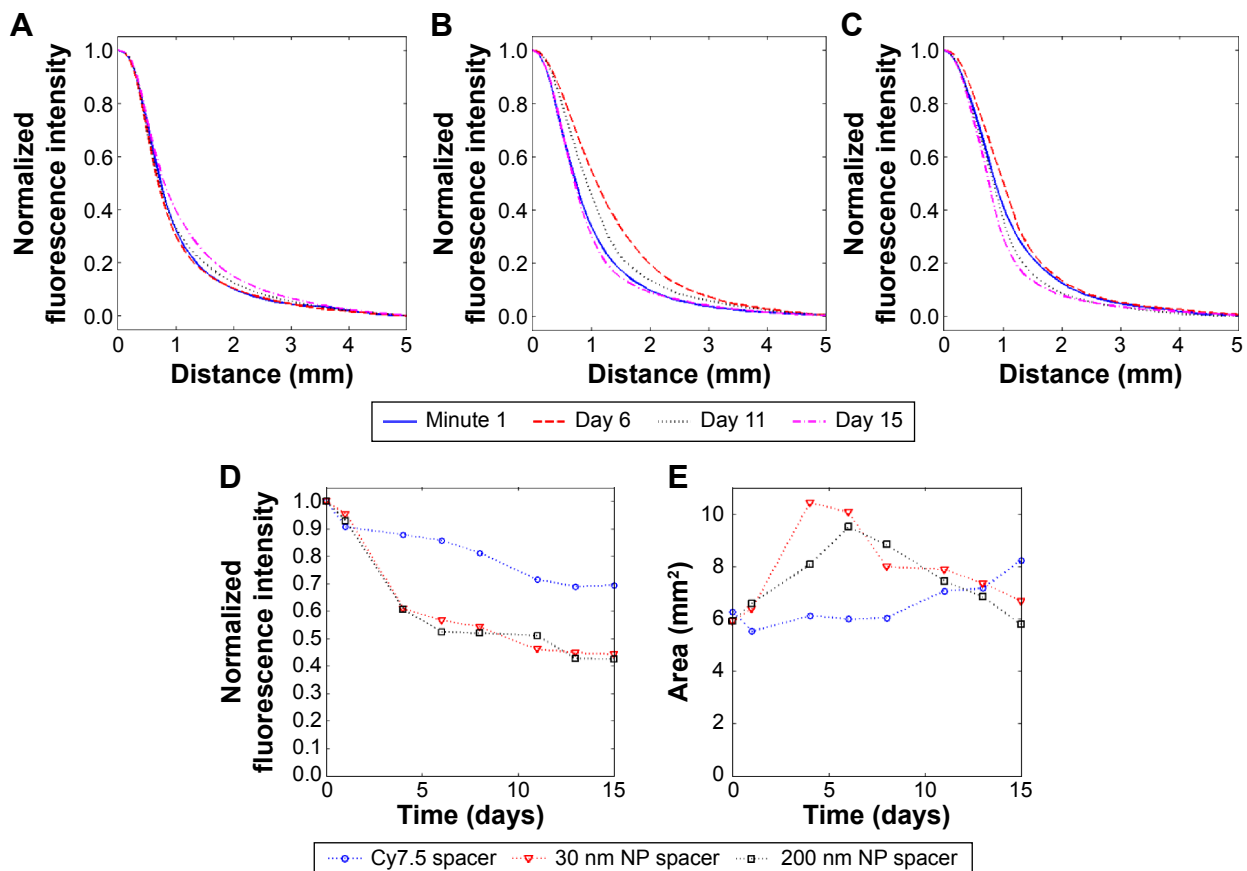 A
Normalized
fluorescence intensity
1.0
0.8
0.6
0.4
0.2
0.0
0 1 2 3 4 5
Distance (mm)
B
Normalized
fluorescence intensity
1.0
0.8
0.6
0.4
0.2
0.0
0 1 2 3 4 5
Distance (mm)
C
Normalized
fluorescence intensity
1.0
0.8
0.6
0.4
0.2
0.0
0 1 2 3 4 5
Distance (mm)
Minute 1 Day 6 Day 11 Day 15
D
Normalized
fluorescence intensity
1.0
0.9
0.8
0.7
0.6
0.5
0.4
0.3
0.2
0.1
0.0
0 5 10 15
Time (days)
E
Area (mm²)
10
8
6
4
2
0
0 5 10 15
Time (days)
Cy7.5 spacer 30 nm NP spacer 200 nm NP spacer